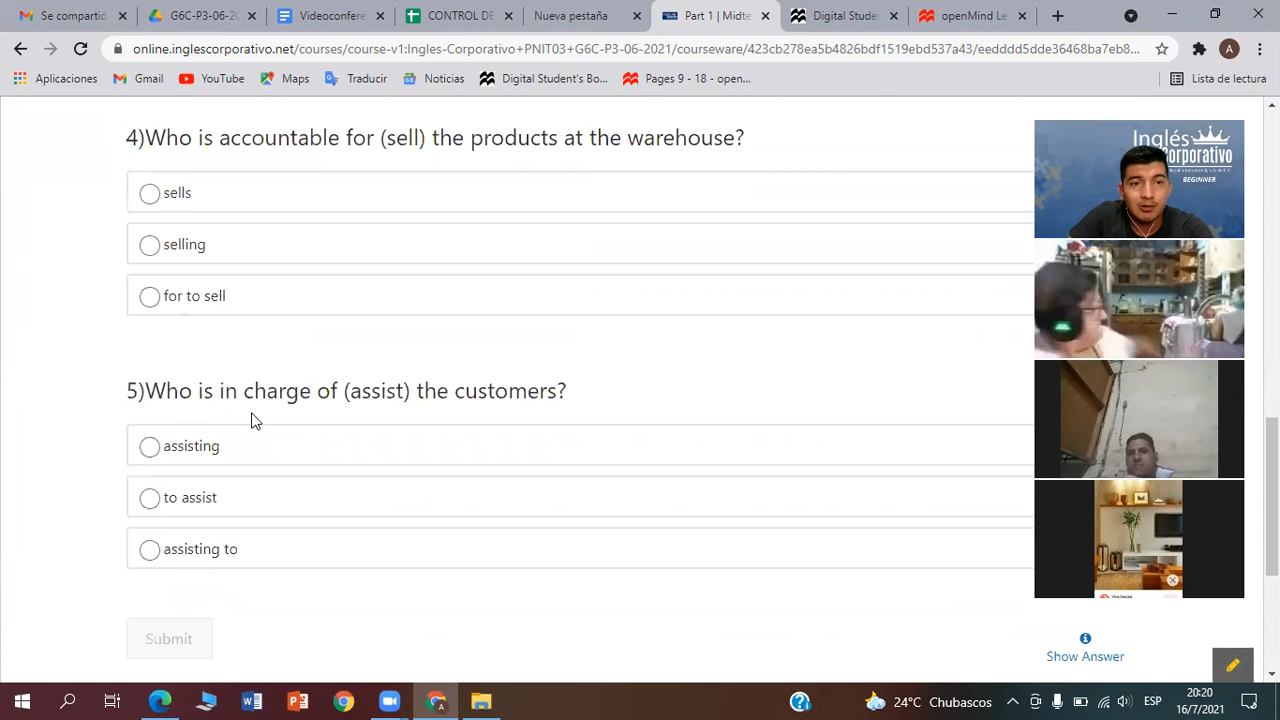 Se compartió
G6C-P3-06-2
Videoconfere
CONTROL DE
Nueva pestaña
Part 1 | Midte
Digital Stude
openMind Le
online.inglescorporativo.net/courses/course-v1:Ingles-Corporativo+PNIT03+G6C-P3-06-2021/courseware/423cb278ea5b4826bdf1519ebd537a43/eedddd5dde36468ba7eb8...
A
Aplicaciones
Gmail
YouTube
Maps
Traducir
Noticias
Digital Student's Bo...
Pages 9 - 18 - open...
Lista de lectura
4)Who is accountable for (sell) the products at the warehouse?
sells
selling
for to sell
5)Who is in charge of (assist) the customers?
assisting
to assist
assisting to
Submit
Show Answer
Inglés
Corporativo
BEGINNER
24°C Chubascos
ESP
20:20
16/7/2021